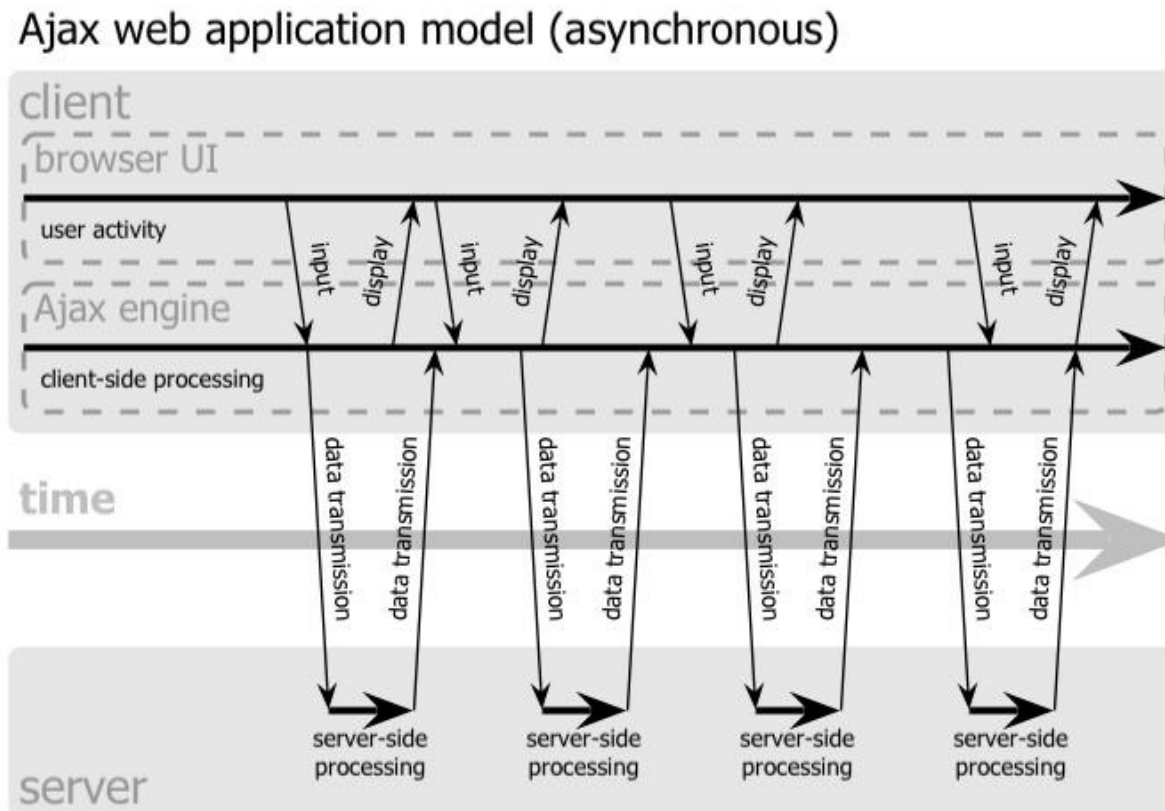 Ajax web application model (asynchronous)
client
browser UI
user activity
input
display
input
display
input
display
input
display
Ajax engine
client-side processing
data transmission
data transmission
data transmission
data transmission
data transmission
data transmission
data transmission
data transmission
time
server-side
processing
server-side
processing
server-side
processing
server-side
processing
server